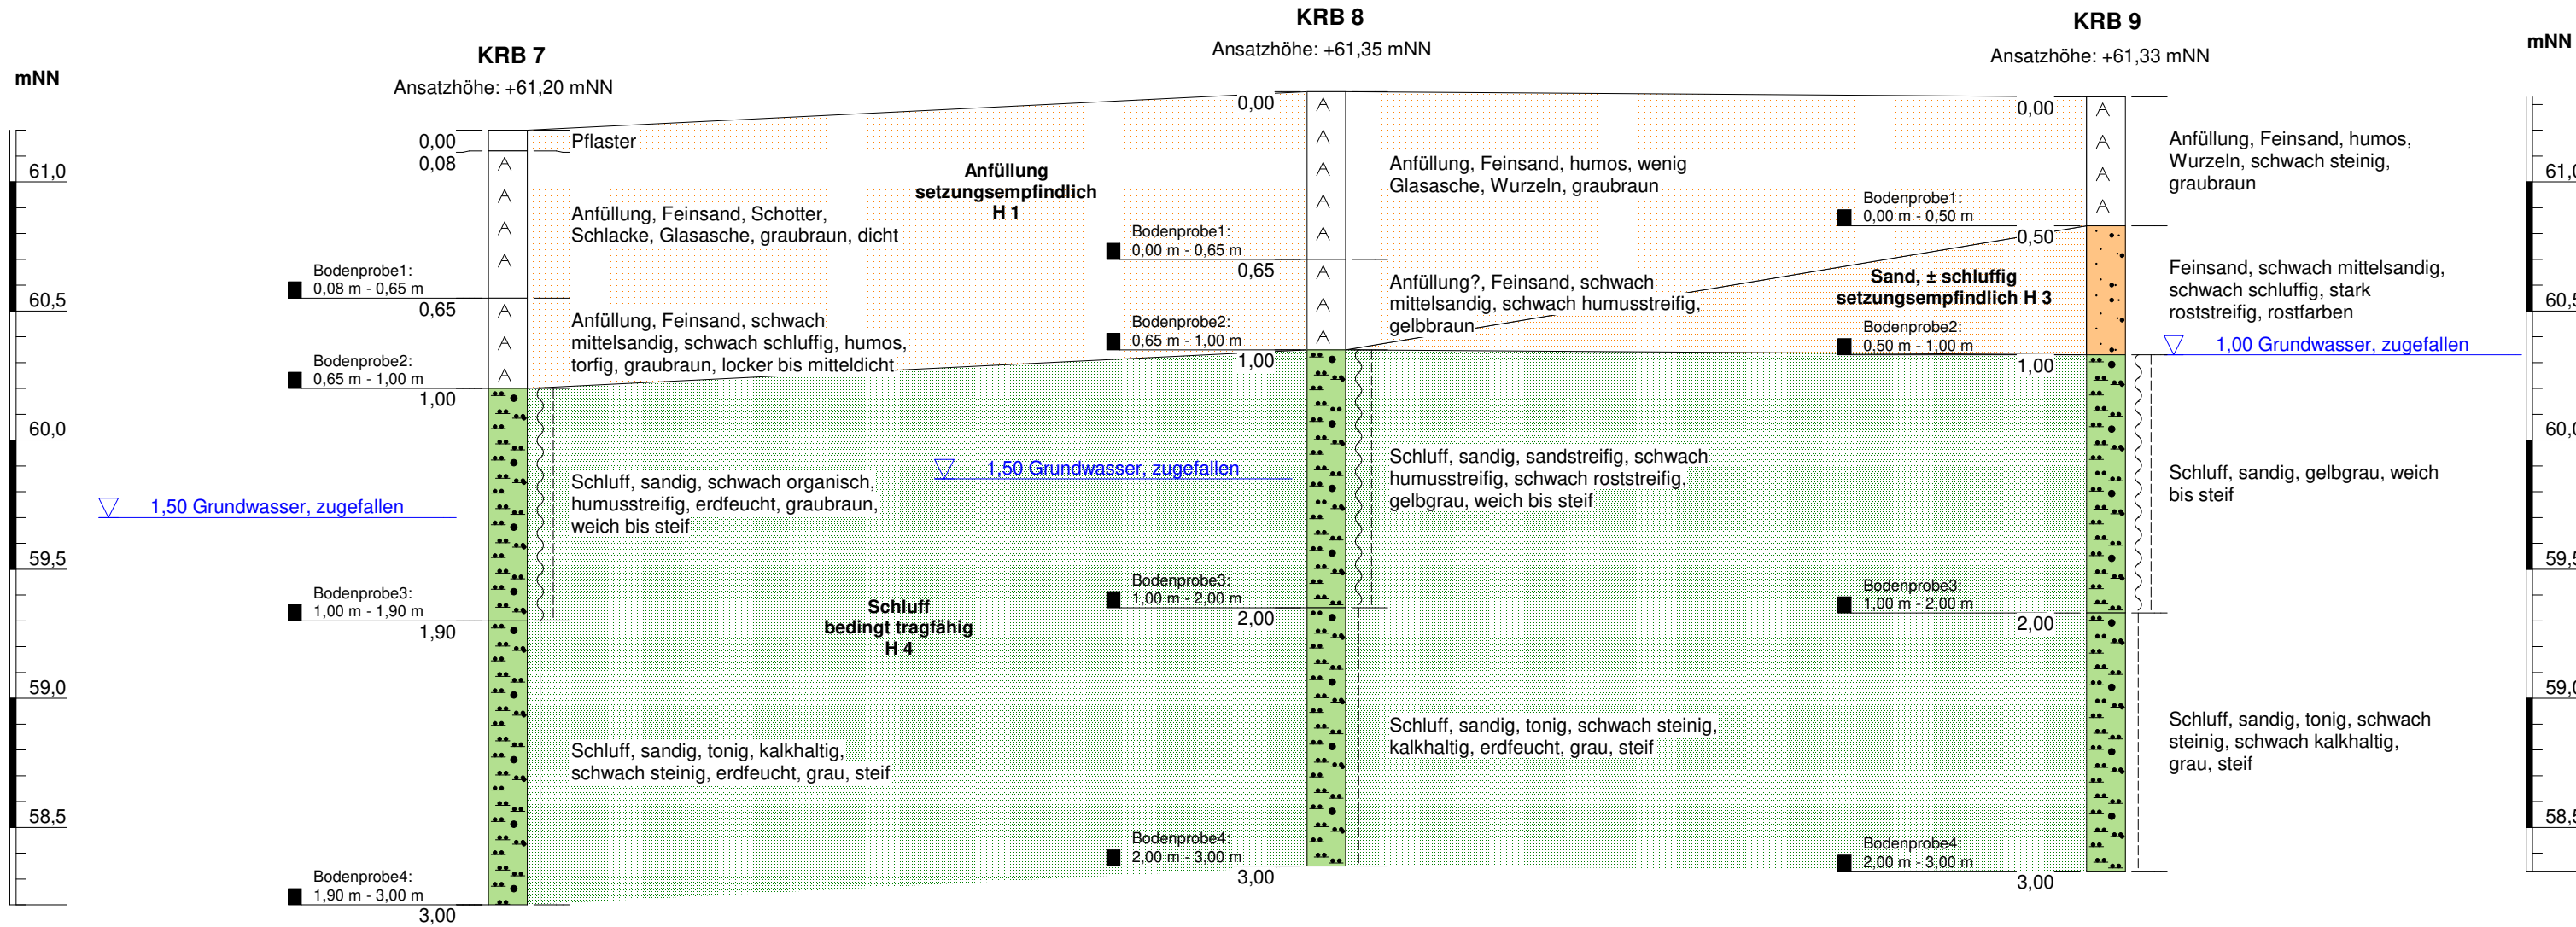 KRB 7
Ansatzhöhe: +61,20 mNN
KRB 8
Ansatzhöhe: +61,35 mNN
KRB 9
Ansatzhöhe: +61,33 mNN
mNN
61,0
60,5
60,0
59,5
59,0
58,5
0,00
0,08
0,65
1,00
1,90
3,00
Bodenprobe1:
0,08 m - 0,65 m
Bodenprobe2:
0,65 m - 1,00 m
1,50 Grundwasser, zugefallen
Bodenprobe3:
1,00 m - 1,90 m
Bodenprobe4:
1,90 m - 3,00 m
Pflaster
Anfüllung, Feinsand, Schotter,
Schlacke, Glasasche, graubraun, dicht
Anfüllung, Feinsand, schwach
mittelsandig, schwach schluffig, humos,
torfig, graubraun, locker bis mitteldicht
Schluff, sandig, schwach organisch,
humusstreifig, erdfeucht, graubraun,
weich bis steif
Schluff, sandig, tonig, kalkhaltig,
schwach steinig, erdfeucht, grau, steif
Anfüllung
setzungsempfindlich
H 1
Schluff
bedingt tragfähig
H 4
0,00
0,65
1,00
2,00
3,00
Bodenprobe1:
0,00 m - 0,65 m
Bodenprobe2:
0,65 m - 1,00 m
1,50 Grundwasser, zugefallen
Bodenprobe3:
1,00 m - 2,00 m
Bodenprobe4:
2,00 m - 3,00 m
Anfüllung, Feinsand, humos, wenig
Glasasche, Wurzeln, graubraun
Anfüllung?, Feinsand, schwach
mittelsandig, schwach humusstreifig,
gelbbraun
Schluff, sandig, sandstreifig, schwach
humusstreifig, schwach roststreifig,
gelbgrau, weich bis steif
Schluff, sandig, tonig, schwach steinig,
kalkhaltig, erdfeucht, grau, steif
Sand, ± schluffig
setzungsempfindlich H 3
0,00
0,50
1,00
2,00
3,00
Bodenprobe1:
0,00 m - 0,50 m
Bodenprobe2:
0,50 m - 1,00 m
Bodenprobe3:
1,00 m - 2,00 m
Bodenprobe4:
2,00 m - 3,00 m
Anfüllung, Feinsand, humos,
Wurzeln, schwach steinig,
graubraun
Feinsand, schwach mittelsandig,
schwach schluffig, stark
roststreifig, rostfarben
1,00 Grundwasser, zugefallen
Schluff, sandig, gelbgrau, weich
bis steif
Schluff, sandig, tonig, schwach
steinig, schwach kalkhaltig,
grau, steif
mNN
61,0
60,5
60,0
59,5
59,0
58,5